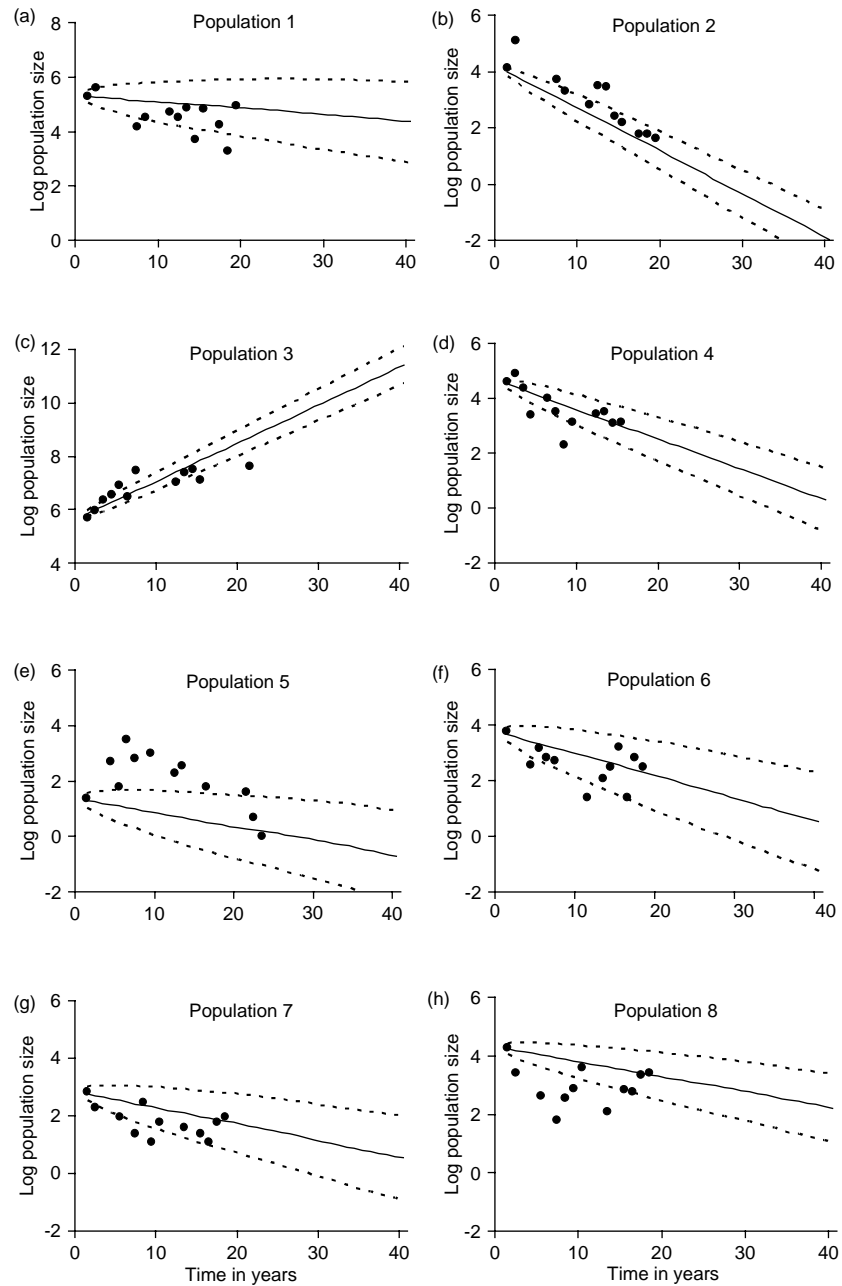 (a)
Population 1
Log population size
8
6
4
2
0
0 10 20 30 40
(b)
Population 2
Log population size
6
4
2
0
-2
0 10 20 30 40
(c)
Population 3
Log population size
12
10
8
6
4
0 10 20 30 40
(d)
Population 4
Log population size
6
4
2
0
-2
0 10 20 30 40
(e)
Population 5
Log population size
6
4
2
0
-2
0 10 20 30 40
(f)
Population 6
Log population size
6
4
2
0
-2
0 10 20 30 40
(g)
Population 7
Log population size
6
4
2
0
-2
0 10 20 30 40
Time in years
(h)
Population 8
Log population size
6
4
2
0
-2
0 10 20 30 40
Time in years